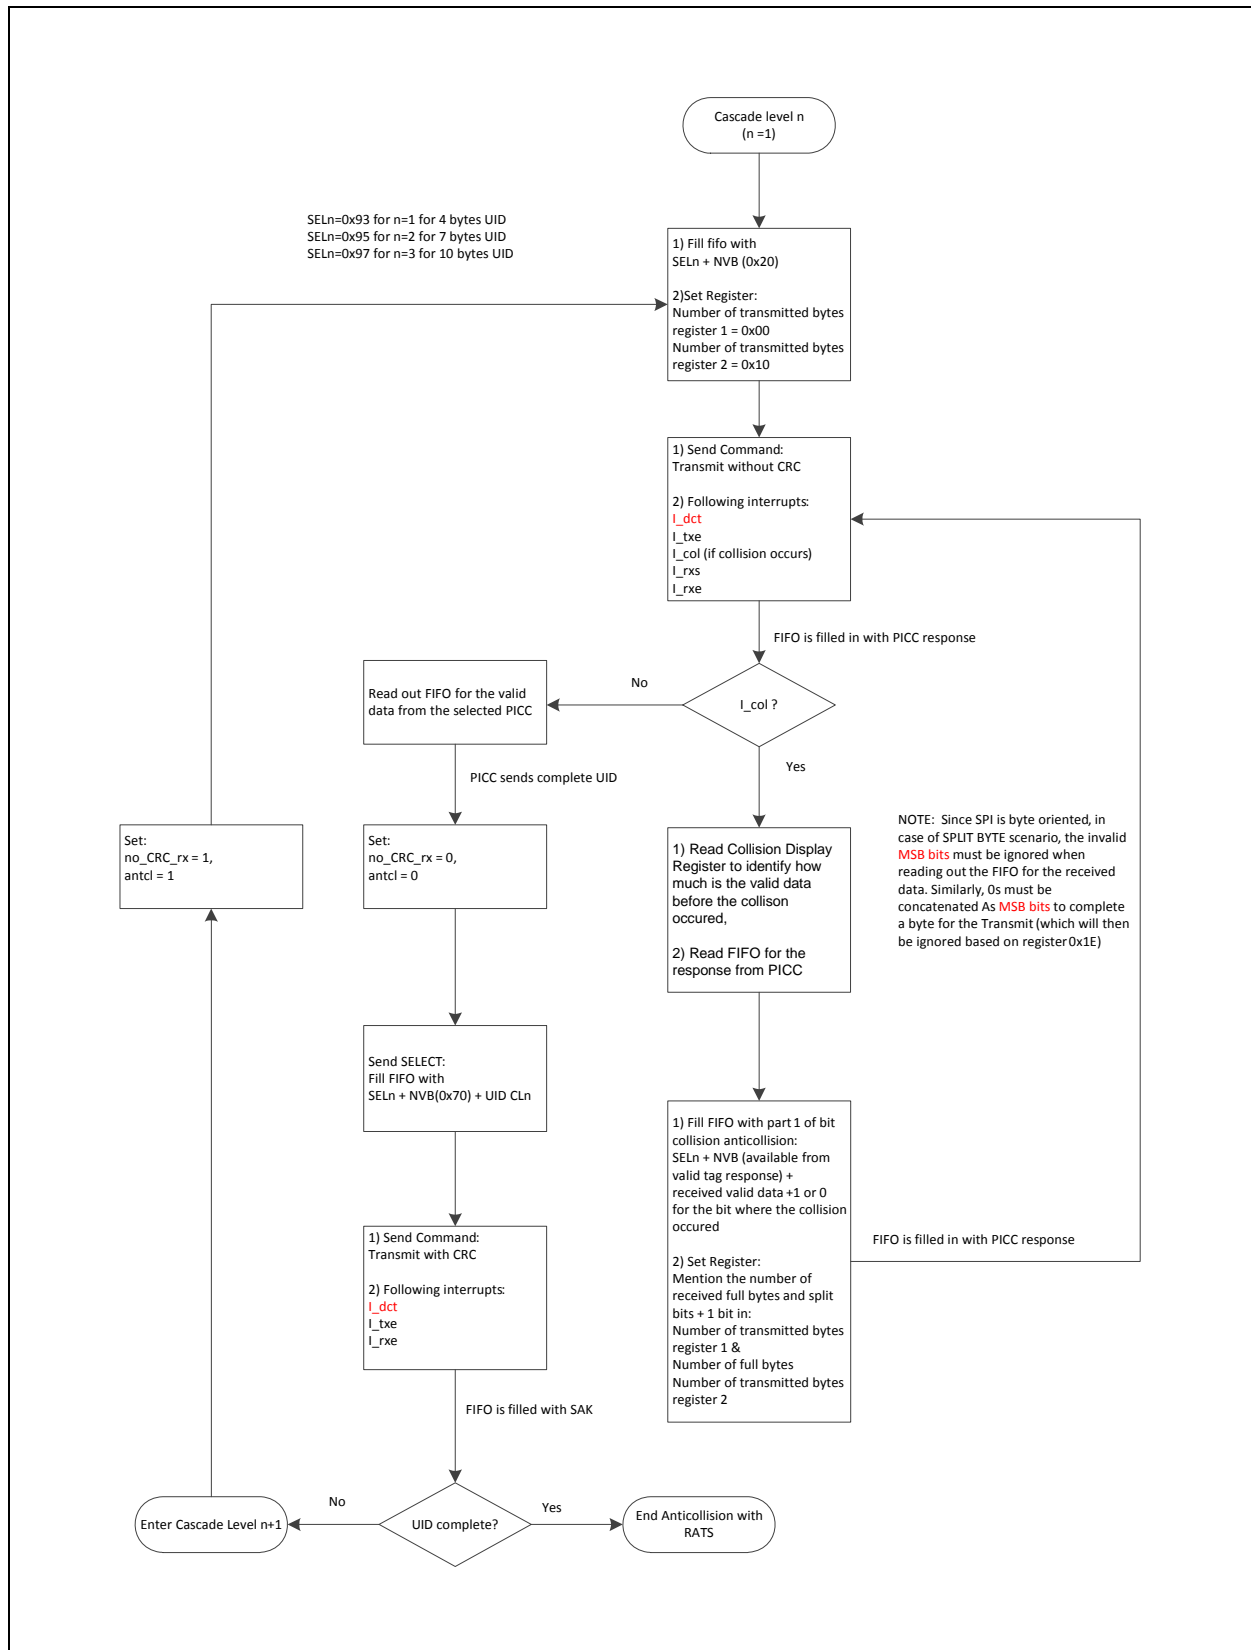 Cascade level n
(n =1)
SELn=0x93 for n=1 for 4 bytes UID
SELn=0x95 for n=2 for 7 bytes UID
SELn=0x97 for n=3 for 10 bytes UID
1) Fill fifo with
SELn + NVB (0x20)
2)Set Register:
Number of transmitted bytes
register 1 = 0x00
Number of transmitted bytes
register 2 = 0x10
1) Send Command:
Transmit without CRC
2) Following interrupts:
I_dct
I_txe
I_col (if collision occurs)
I_rxs
I_rxe
FIFO is filled in with PICC response
I_col ?
No
Read out FIFO for the valid
data from the selected PICC
Yes
PICC sends complete UID
Set:
no_CRC_rx = 1,
antcl = 1
Set:
no_CRC_rx = 0,
antcl = 0
1) Read Collision Display
Register to identify how
much is the valid data
before the collison
occured,
2) Read FIFO for the
response from PICC
NOTE: Since SPI is byte oriented, in
case of SPLIT BYTE scenario, the invalid
MSB bits must be ignored when
reading out the FIFO for the received
data. Similarly, 0s must be
concatenated As MSB bits to complete
a byte for the Transmit (which will then
be ignored based on register 0x1E)
Send SELECT:
Fill FIFO with
SELn + NVB(0x70) + UID CLn
1) Fill FIFO with part 1 of bit
collision anticollision:
SELn + NVB (available from
valid tag response) +
received valid data +1 or 0
for the bit where the collision
occured
2) Set Register:
Mention the number of
received full bytes and split
bits + 1 bit in:
Number of transmitted bytes
register 1 &
Number of full bytes
Number of transmitted bytes
register 2
FIFO is filled in with PICC response
1) Send Command:
Transmit with CRC
2) Following interrupts:
I_dct
I_txe
I_rxe
FIFO is filled with SAK
UID complete?
No
Enter Cascade Level n+1
Yes
End Anticollision with
RATS